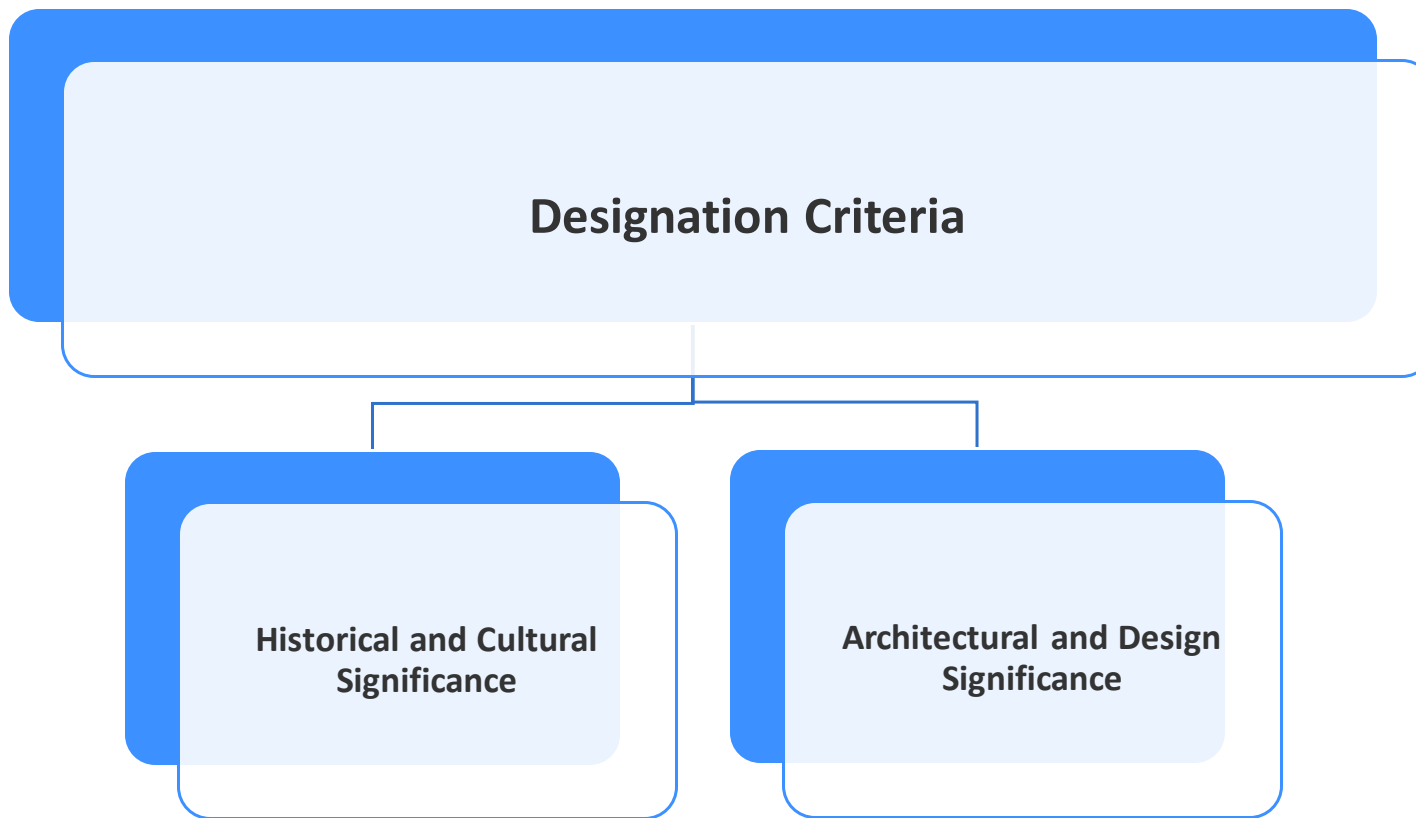 Designation Criteria
Historical and Cultural
Significance
Architectural and Design
Significance